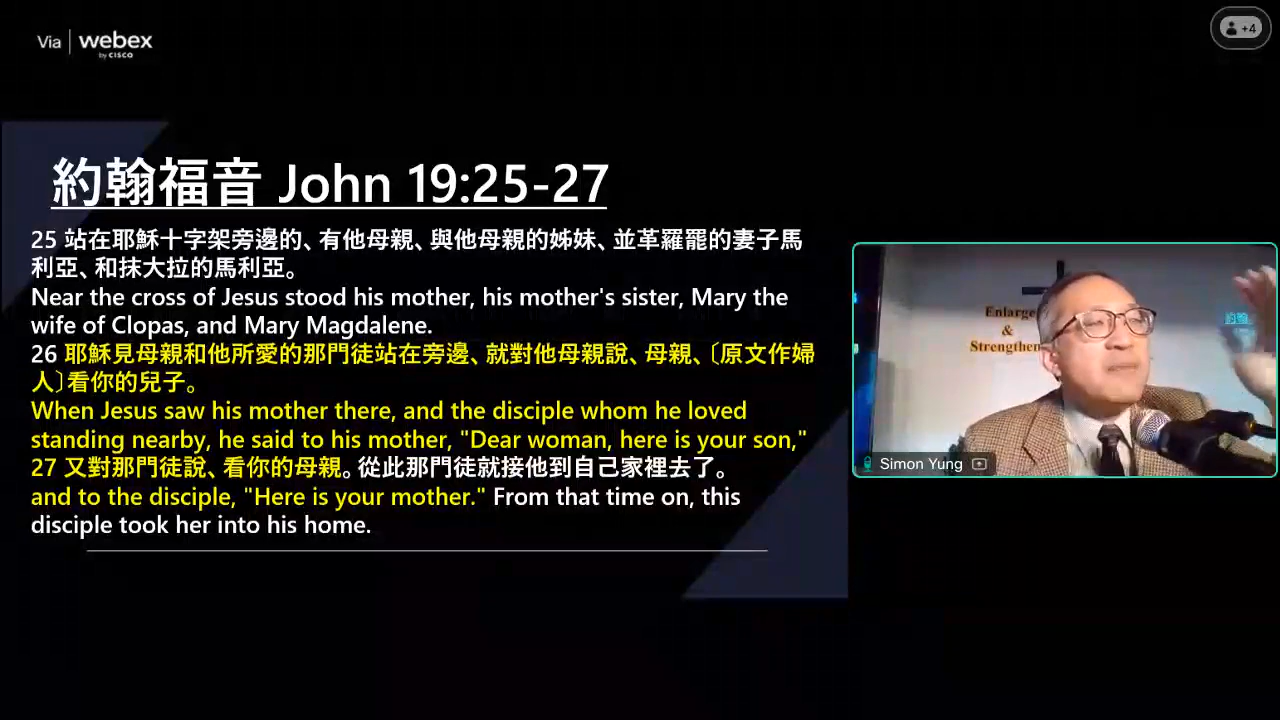 Via | webex
by CISCO
+4
約翰福音 John 19:25-27
25 站在耶穌十字架旁邊的、有他母親、與他母親的姊妹、並革羅罷的妻子馬
利亞、和抹大拉的馬利亞。
Near the cross of Jesus stood his mother, his mother's sister, Mary the
wife of Clopas, and Mary Magdalene.
26 耶穌見母親和他所愛的那門徒站在旁邊、就對他母親說、母親、〔原文作婦
人〕看你的兒子。
When Jesus saw his mother there, and the disciple whom he loved
standing nearby, he said to his mother, "Dear woman, here is your son,"
27 又對那門徒說、看你的母親。從此那門徒就接他到自己家裡去了。
and to the disciple, "Here is your mother." From that time on, this
disciple took her into his home.
Enlarge
&
Strengthen
約翰
Simon Yung